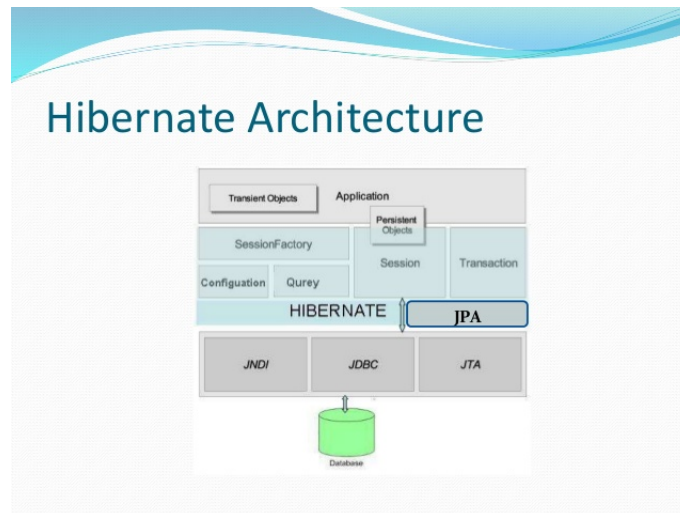 Hibernate Architecture
Transient Objects
Application
Persistent
Objects
SessionFactory
Session
Transaction
Configuation
Qurey
HIBERNATE
JPA
JNDI
JDBC
JTA
Database